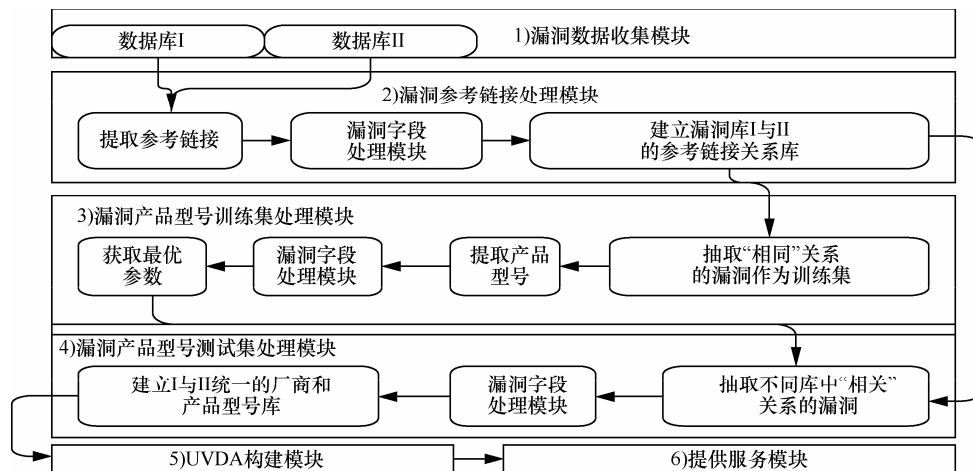 数据库I
数据库II
1)漏洞数据收集模块
2)漏洞参考链接处理模块
提取参考链接
漏洞字段
处理模块
建立漏洞库I与II
的参考链接关系库
3)漏洞产品型号训练集处理模块
获取最优
参数
漏洞字段
处理模块
提取产品
型号
抽取“相同”关系
的漏洞作为训练集
4)漏洞产品型号测试集处理模块
建立I与II统一的厂商和
产品型号库
漏洞字段
处理模块
抽取不同库中“相关”
关系的漏洞
5)UVDA构建模块
6)提供服务模块